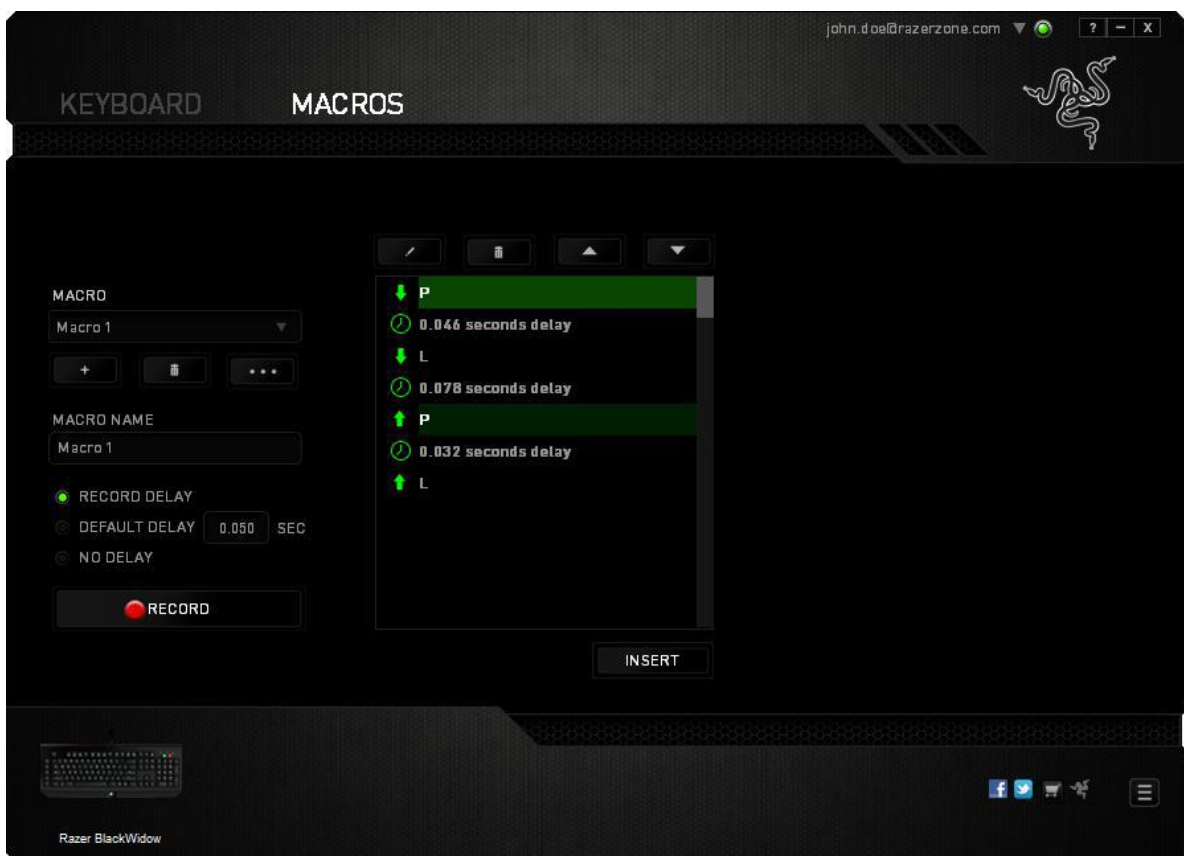 john.doe@razerzone.com ? – X
KEYBOARD MACROS
MACRO
Macro 1
+ •••
MACRO NAME
Macro 1
RECORD DELAY
DEFAULT DELAY 0.050 SEC
NO DELAY
RECORD
P
0.046 seconds delay
L
0.078 seconds delay
P
0.032 seconds delay
L
INSERT
f
Razer BlackWidow